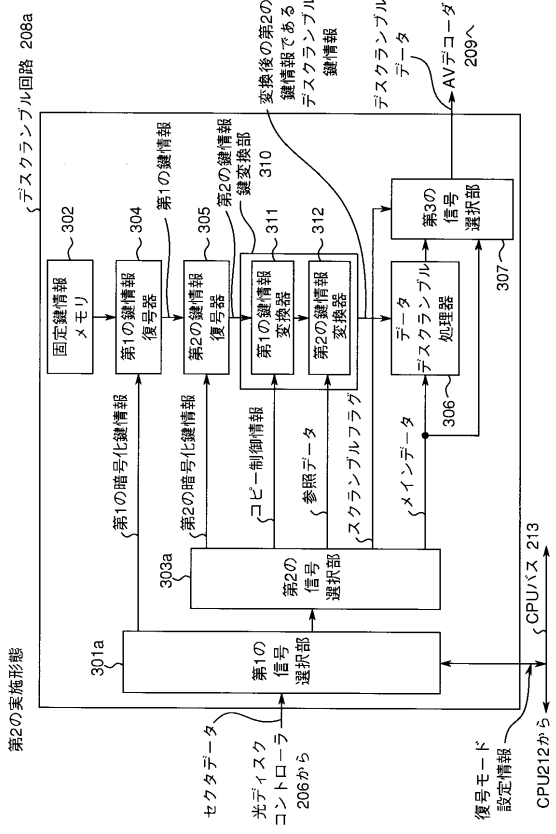 第2の実施形態
デスクランブル回路 208a
302
固定鍵情報
メモリ
304
第1の鍵情報
復号器
第1の鍵情報
305
第2の鍵情報
復号器
第2の鍵情報
鍵変換部
310
311
第1の鍵情報
変換器
312
第2の鍵情報
変換器
変換後の第2の
鍵情報である
デスクランブル
鍵情報
第1の暗号化鍵情報
第2の暗号化鍵情報
コピー制御情報
参照データ
スクランブルフラグ
メインデータ
データ
デスクランブル
処理器
306
第3の
信号
選択部
307
デスクランブル
データ
AVデコーダ
209へ
303a
第2の
信号
選択部
301a
第1の
信号
選択部
セクタデータ
光ディスク
コントローラ
206から
復号モード
設定情報
CPU212から
CPUバス 213